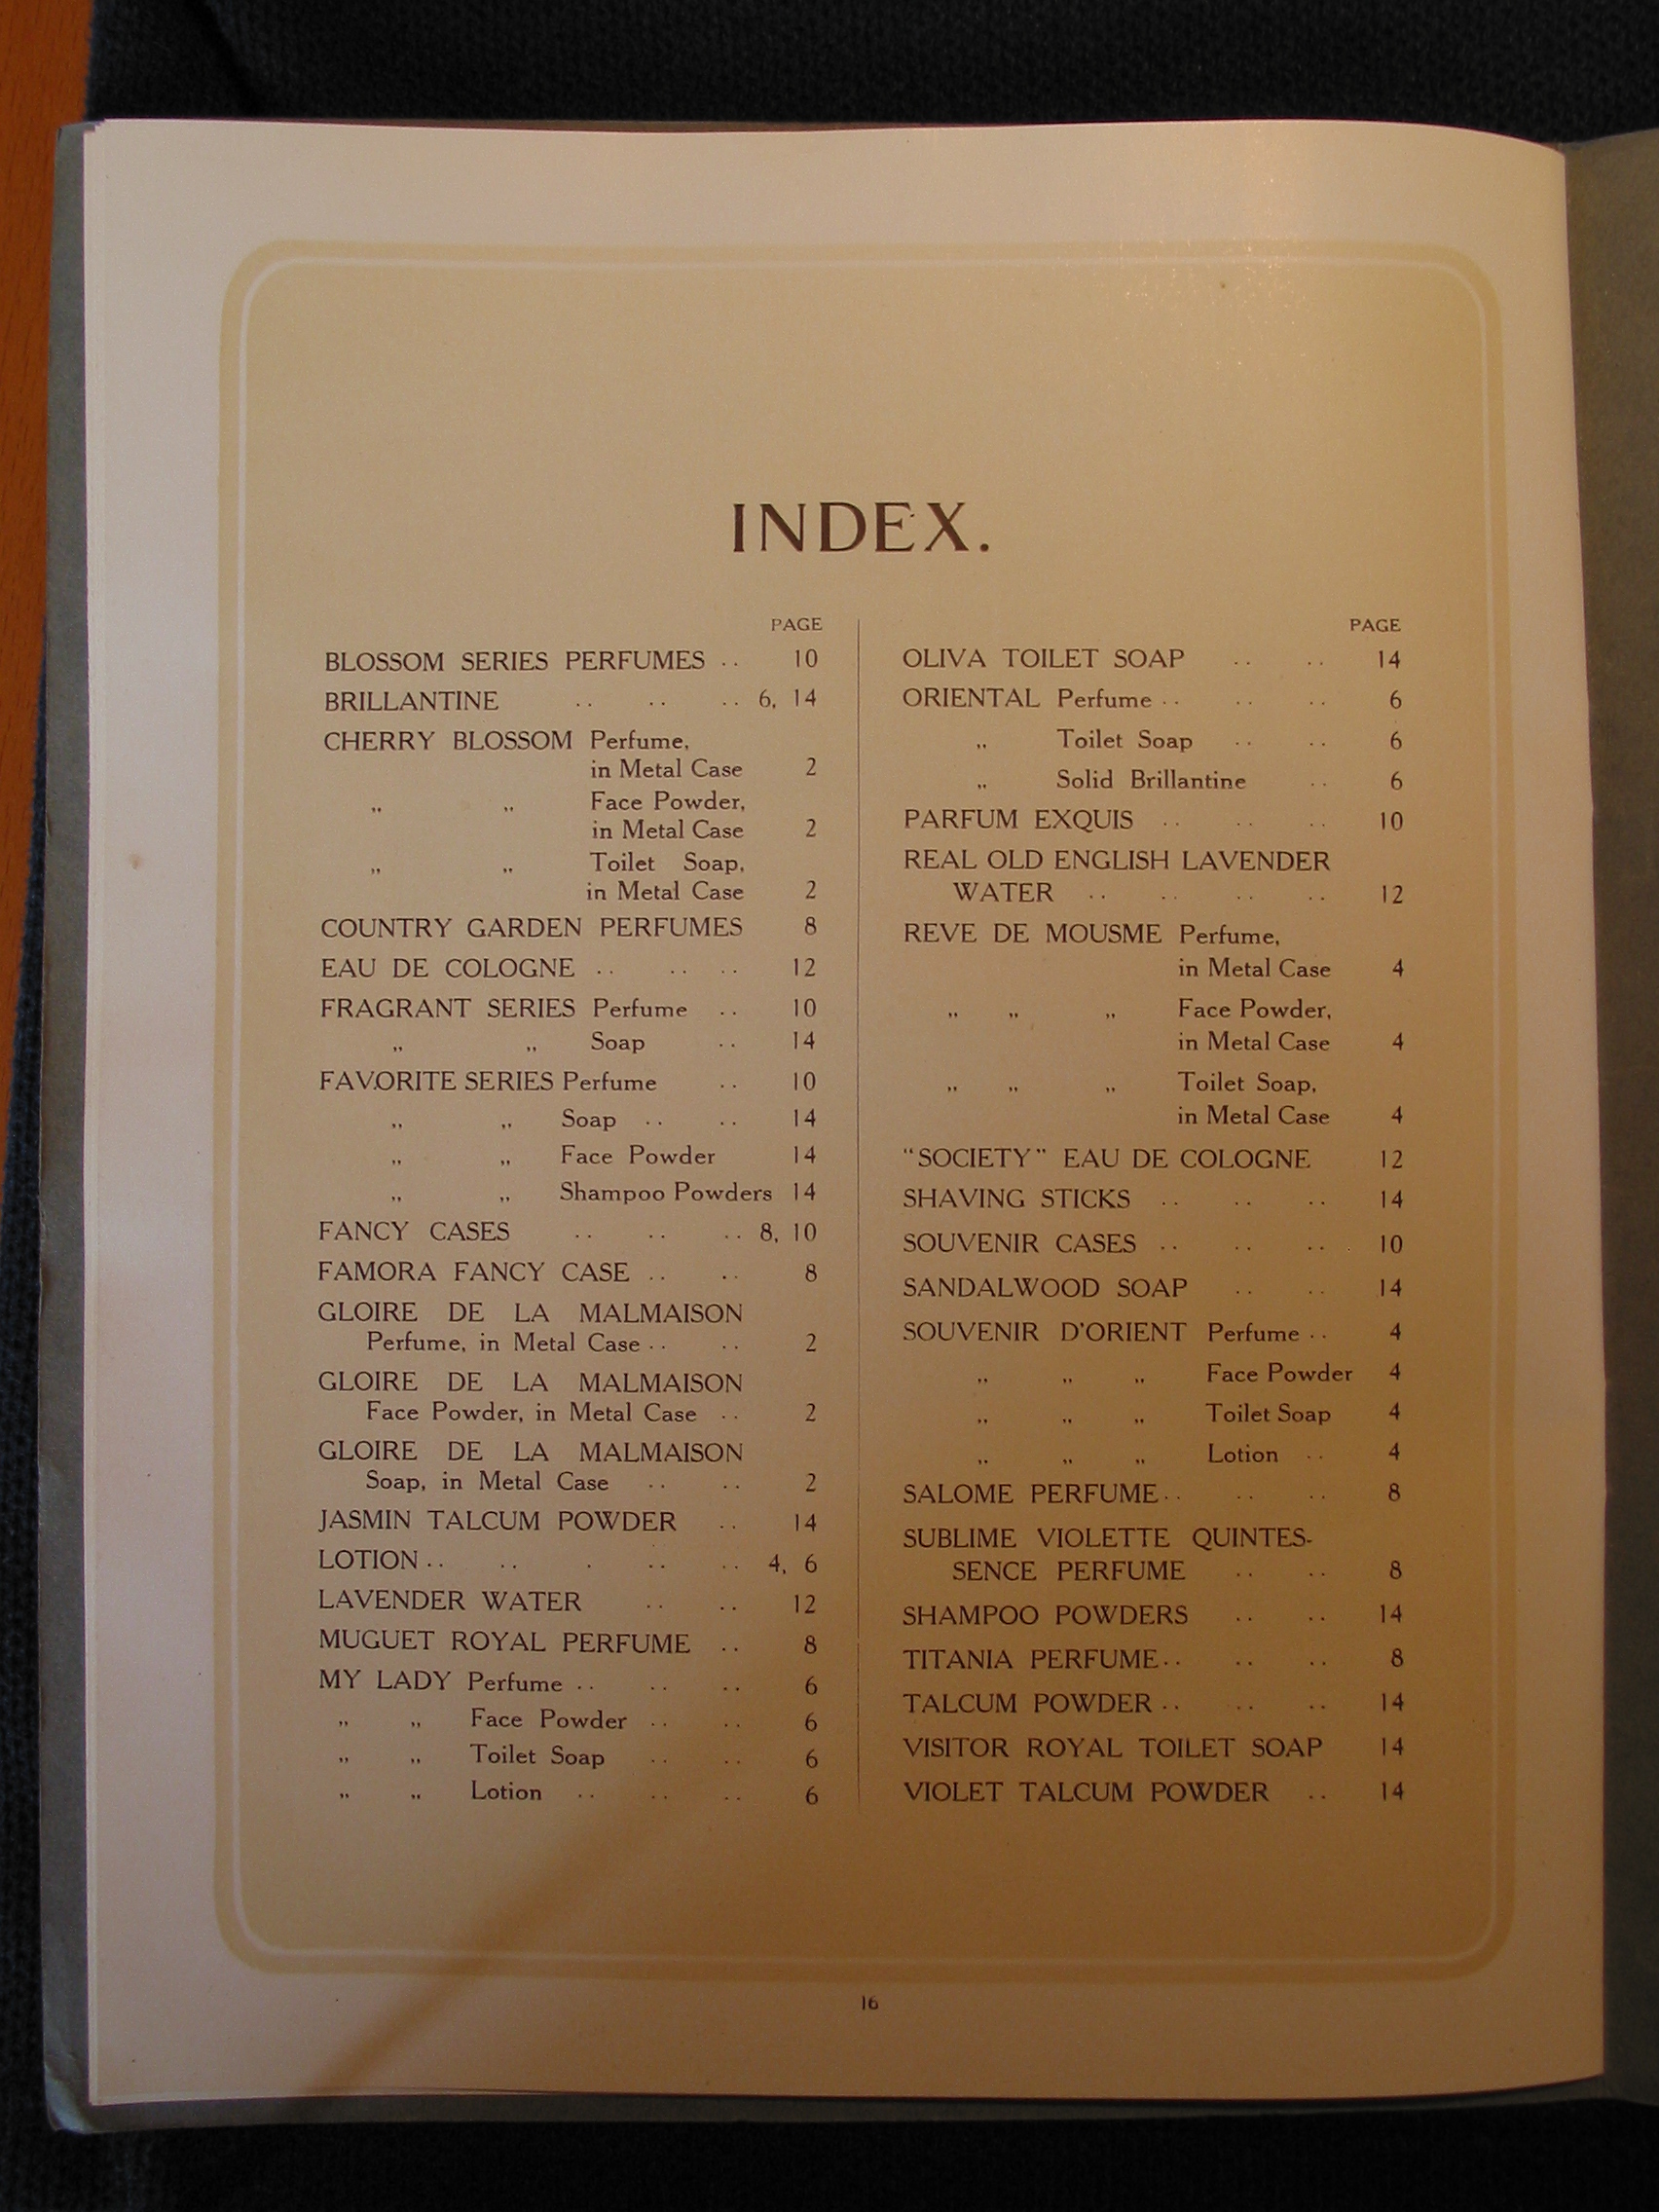 INDEX.
PAGE
BLOSSOM SERIES PERFUMES .. 10
BRILLANTINE .. .. .. 6, 14
CHERRY BLOSSOM Perfume,
in Metal Case 2
,, ,, Face Powder,
in Metal Case 2
,, ,, Toilet Soap,
in Metal Case 2
COUNTRY GARDEN PERFUMES 8
EAU DE COLOGNE .. .. .. 12
FRAGRANT SERIES Perfume .. 10
,, ,, Soap .. 14
FAVORITE SERIES Perfume .. 10
,, ,, Soap .. .. 14
,, ,, Face Powder 14
,, ,, Shampoo Powders 14
FANCY CASES .. .. .. 8, 10
FAMORA FANCY CASE .. .. 8
GLOIRE DE LA MALMAISON
Perfume, in Metal Case .. .. 2
GLOIRE DE LA MALMAISON
Face Powder, in Metal Case .. 2
GLOIRE DE LA MALMAISON
Soap, in Metal Case .. .. 2
JASMIN TALCUM POWDER .. 14
LOTION .. .. . .. .. 4, 6
LAVENDER WATER .. .. 12
MUGUET ROYAL PERFUME .. 8
MY LADY Perfume .. .. .. 6
,, ,, Face Powder .. .. 6
,, ,, Toilet Soap .. .. 6
,, ,, Lotion .. .. .. 6
PAGE
OLIVA TOILET SOAP .. .. 14
ORIENTAL Perfume .. .. .. 6
,, Toilet Soap .. .. 6
,, Solid Brillantine .. 6
PARFUM EXQUIS .. .. .. 10
REAL OLD ENGLISH LAVENDER
WATER .. .. .. .. 12
REVE DE MOUSME Perfume,
in Metal Case 4
,, ,, ,, Face Powder,
in Metal Case 4
,, ,, ,, Toilet Soap,
in Metal Case 4
"SOCIETY" EAU DE COLOGNE 12
SHAVING STICKS .. .. .. 14
SOUVENIR CASES .. .. .. 10
SANDALWOOD SOAP .. .. 14
SOUVENIR D'ORIENT Perfume .. 4
,, ,, ,, Face Powder 4
,, ,, ,, Toilet Soap 4
,, ,, ,, Lotion .. 4
SALOME PERFUME .. .. .. 8
SUBLIME VIOLETTE QUINTES-
SENCE PERFUME .. .. 8
SHAMPOO POWDERS .. .. 14
TITANIA PERFUME .. .. .. 8
TALCUM POWDER .. .. .. 14
VISITOR ROYAL TOILET SOAP 14
VIOLET TALCUM POWDER .. 14
16